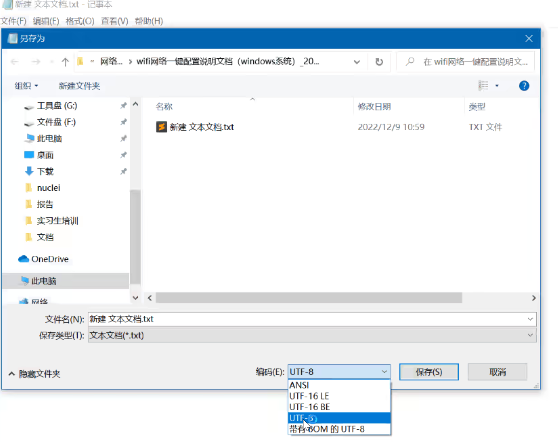 新建 文本文档.txt - 记事本
文件(F) 编辑(E) 格式(O) 查看(V) 帮助(H)
另存为
« 网络... › wifi网络一键配置说明文档（windows系统）_20...
在 wifi网络一键配置说明文...
组织 新建文件夹
名称 修改日期 类型
工具盘 (G:)
文件盘 (F:)
此电脑
桌面
下载
nuclei
报告
实习生培训
文档
OneDrive
此电脑
网络
新建 文本文档.txt 2022/12/9 10:59 TXT 文件
文件名(N): 新建 文本文档.txt
保存类型(T): 文本文档(*.txt)
隐藏文件夹
编码(E): UTF-8
保存(S) 取消
ANSI
UTF-16 LE
UTF-16 BE
UTF-8
带有 BOM 的 UTF-8